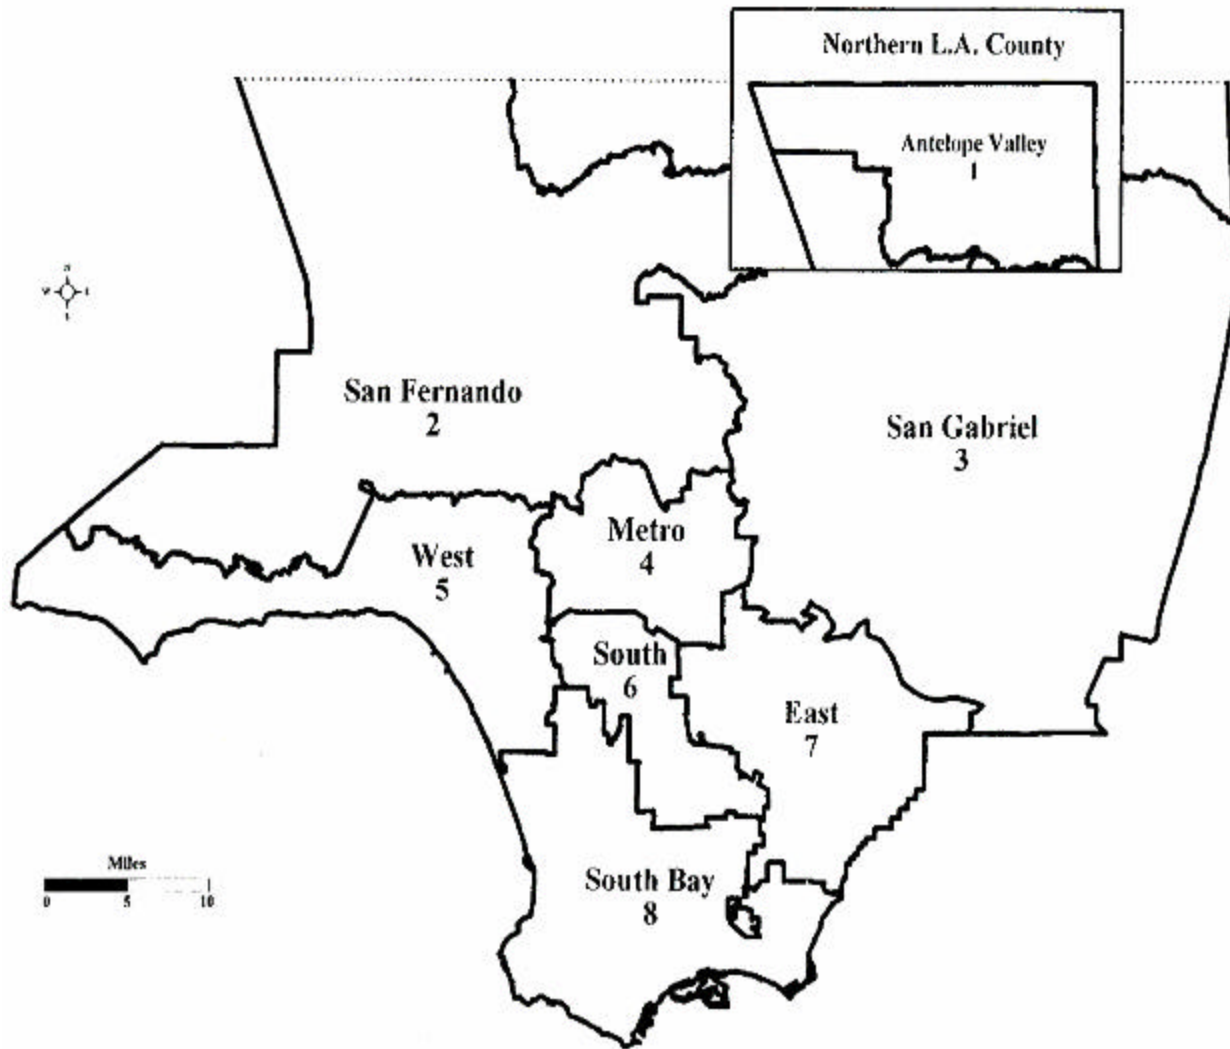 Northern L.A. County
Antelope Valley
1
San Fernando
2
San Gabriel
3
Metro
4
West
5
South
6
East
7
South Bay
8
Miles
0 5 10